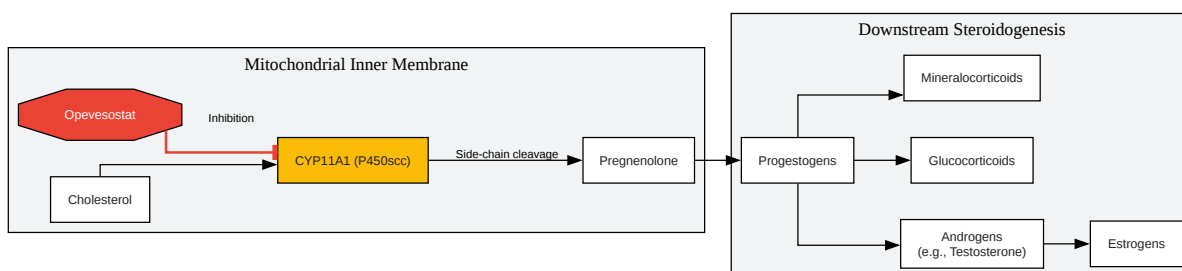 Mitochondrial Inner Membrane
Opevesostat
Inhibition
Cholesterol
CYP11A1 (P450scc)
Side-chain cleavage
Pregnenolone
Downstream Steroidogenesis
Progestogens
Mineralocorticoids
Glucocorticoids
Androgens
(e.g., Testosterone)
Estrogens